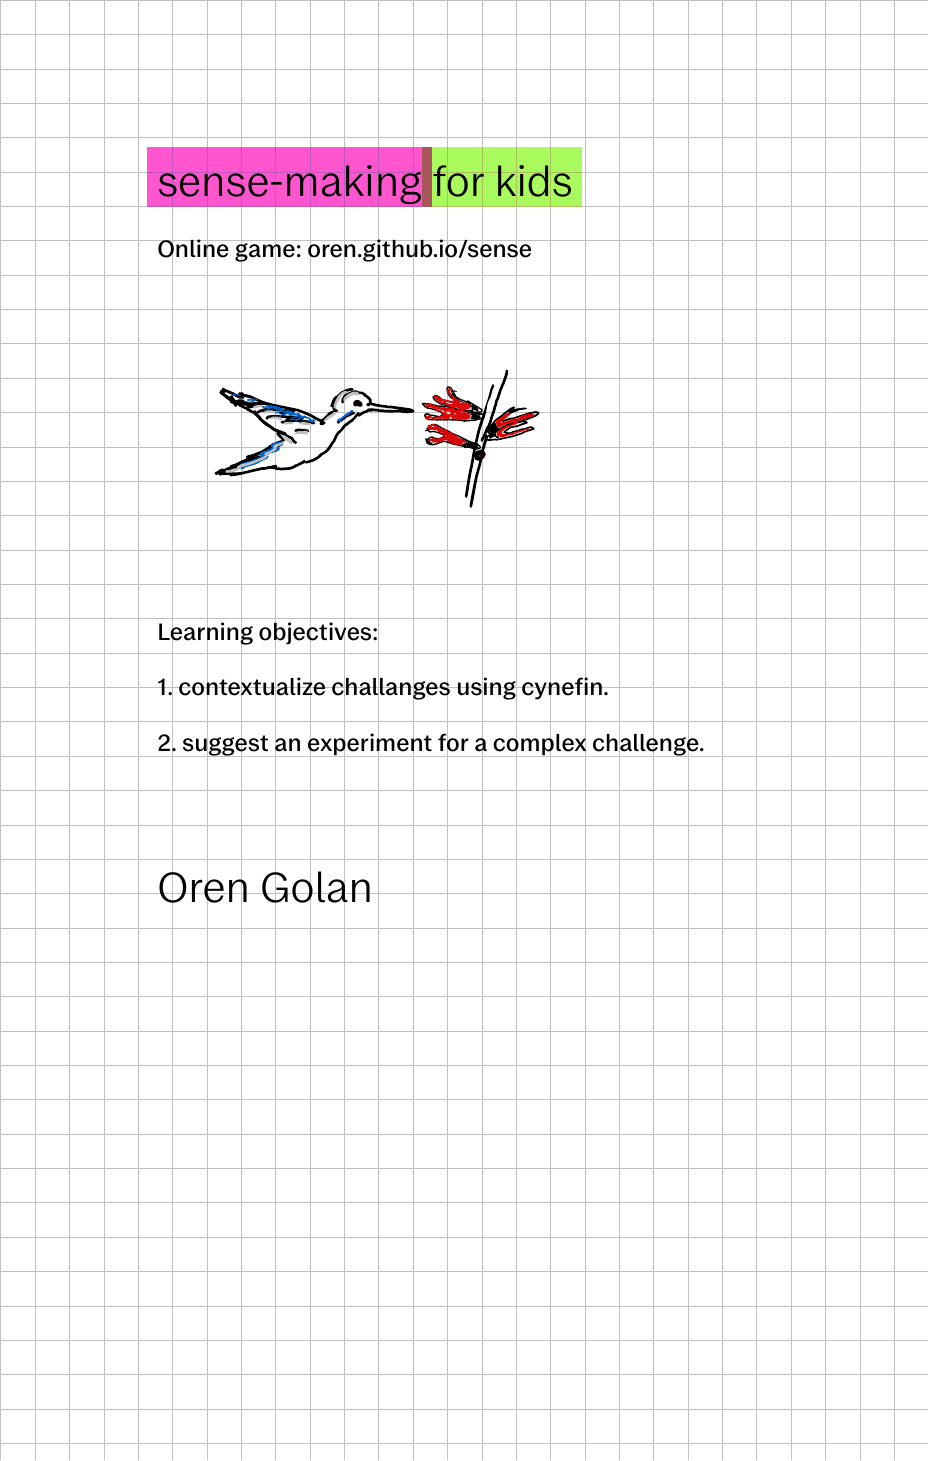 sense-making for kids
Online game: oren.github.io/sense
Learning objectives:
1. contextualize challanges using cynefin.
2. suggest an experiment for a complex challenge.
Oren Golan